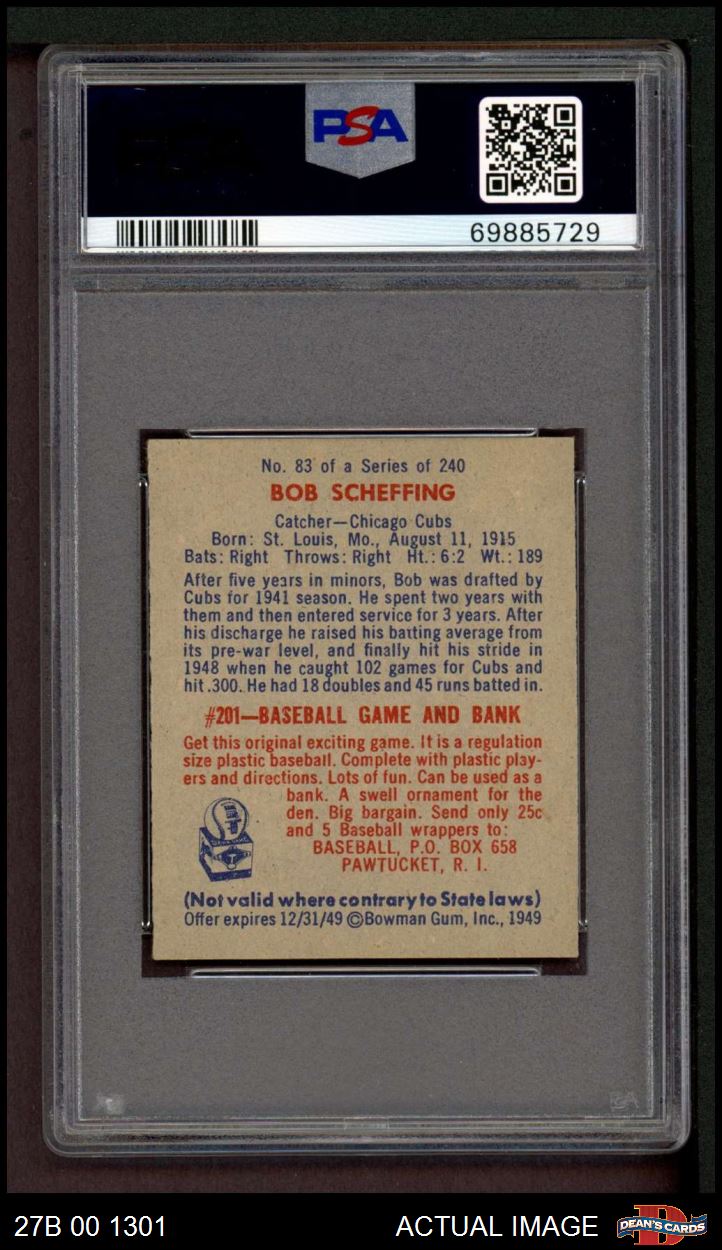 PSA
69885729
No. 83 of a Series of 240
BOB SCHEFFING
Catcher—Chicago Cubs
Born: St. Louis, Mo., August 11, 1915
Bats: Right Throws: Right Ht.: 6:2 Wt.: 189
After five years in minors, Bob was drafted by
Cubs for 1941 season. He spent two years with
them and then entered service for 3 years. After
his discharge he raised his batting average from
its pre-war level, and finally hit his stride in
1948 when he caught 102 games for Cubs and
hit .300. He had 18 doubles and 45 runs batted in.
#201—BASEBALL GAME AND BANK
Get this original exciting game. It is a regulation
size plastic baseball. Complete with plastic play-
ers and directions. Lots of fun. Can be used as a
bank. A swell ornament for the
den. Big bargain. Send only 25c
and 5 Baseball wrappers to:
BASEBALL, P.O. BOX 658
PAWTUCKET, R. I.
(Not valid where contrary to State laws)
Offer expires 12/31/49 ©Bowman Gum, Inc., 1949
PSA
27B 00 1301 ACTUAL IMAGE DEAN'S CARDS